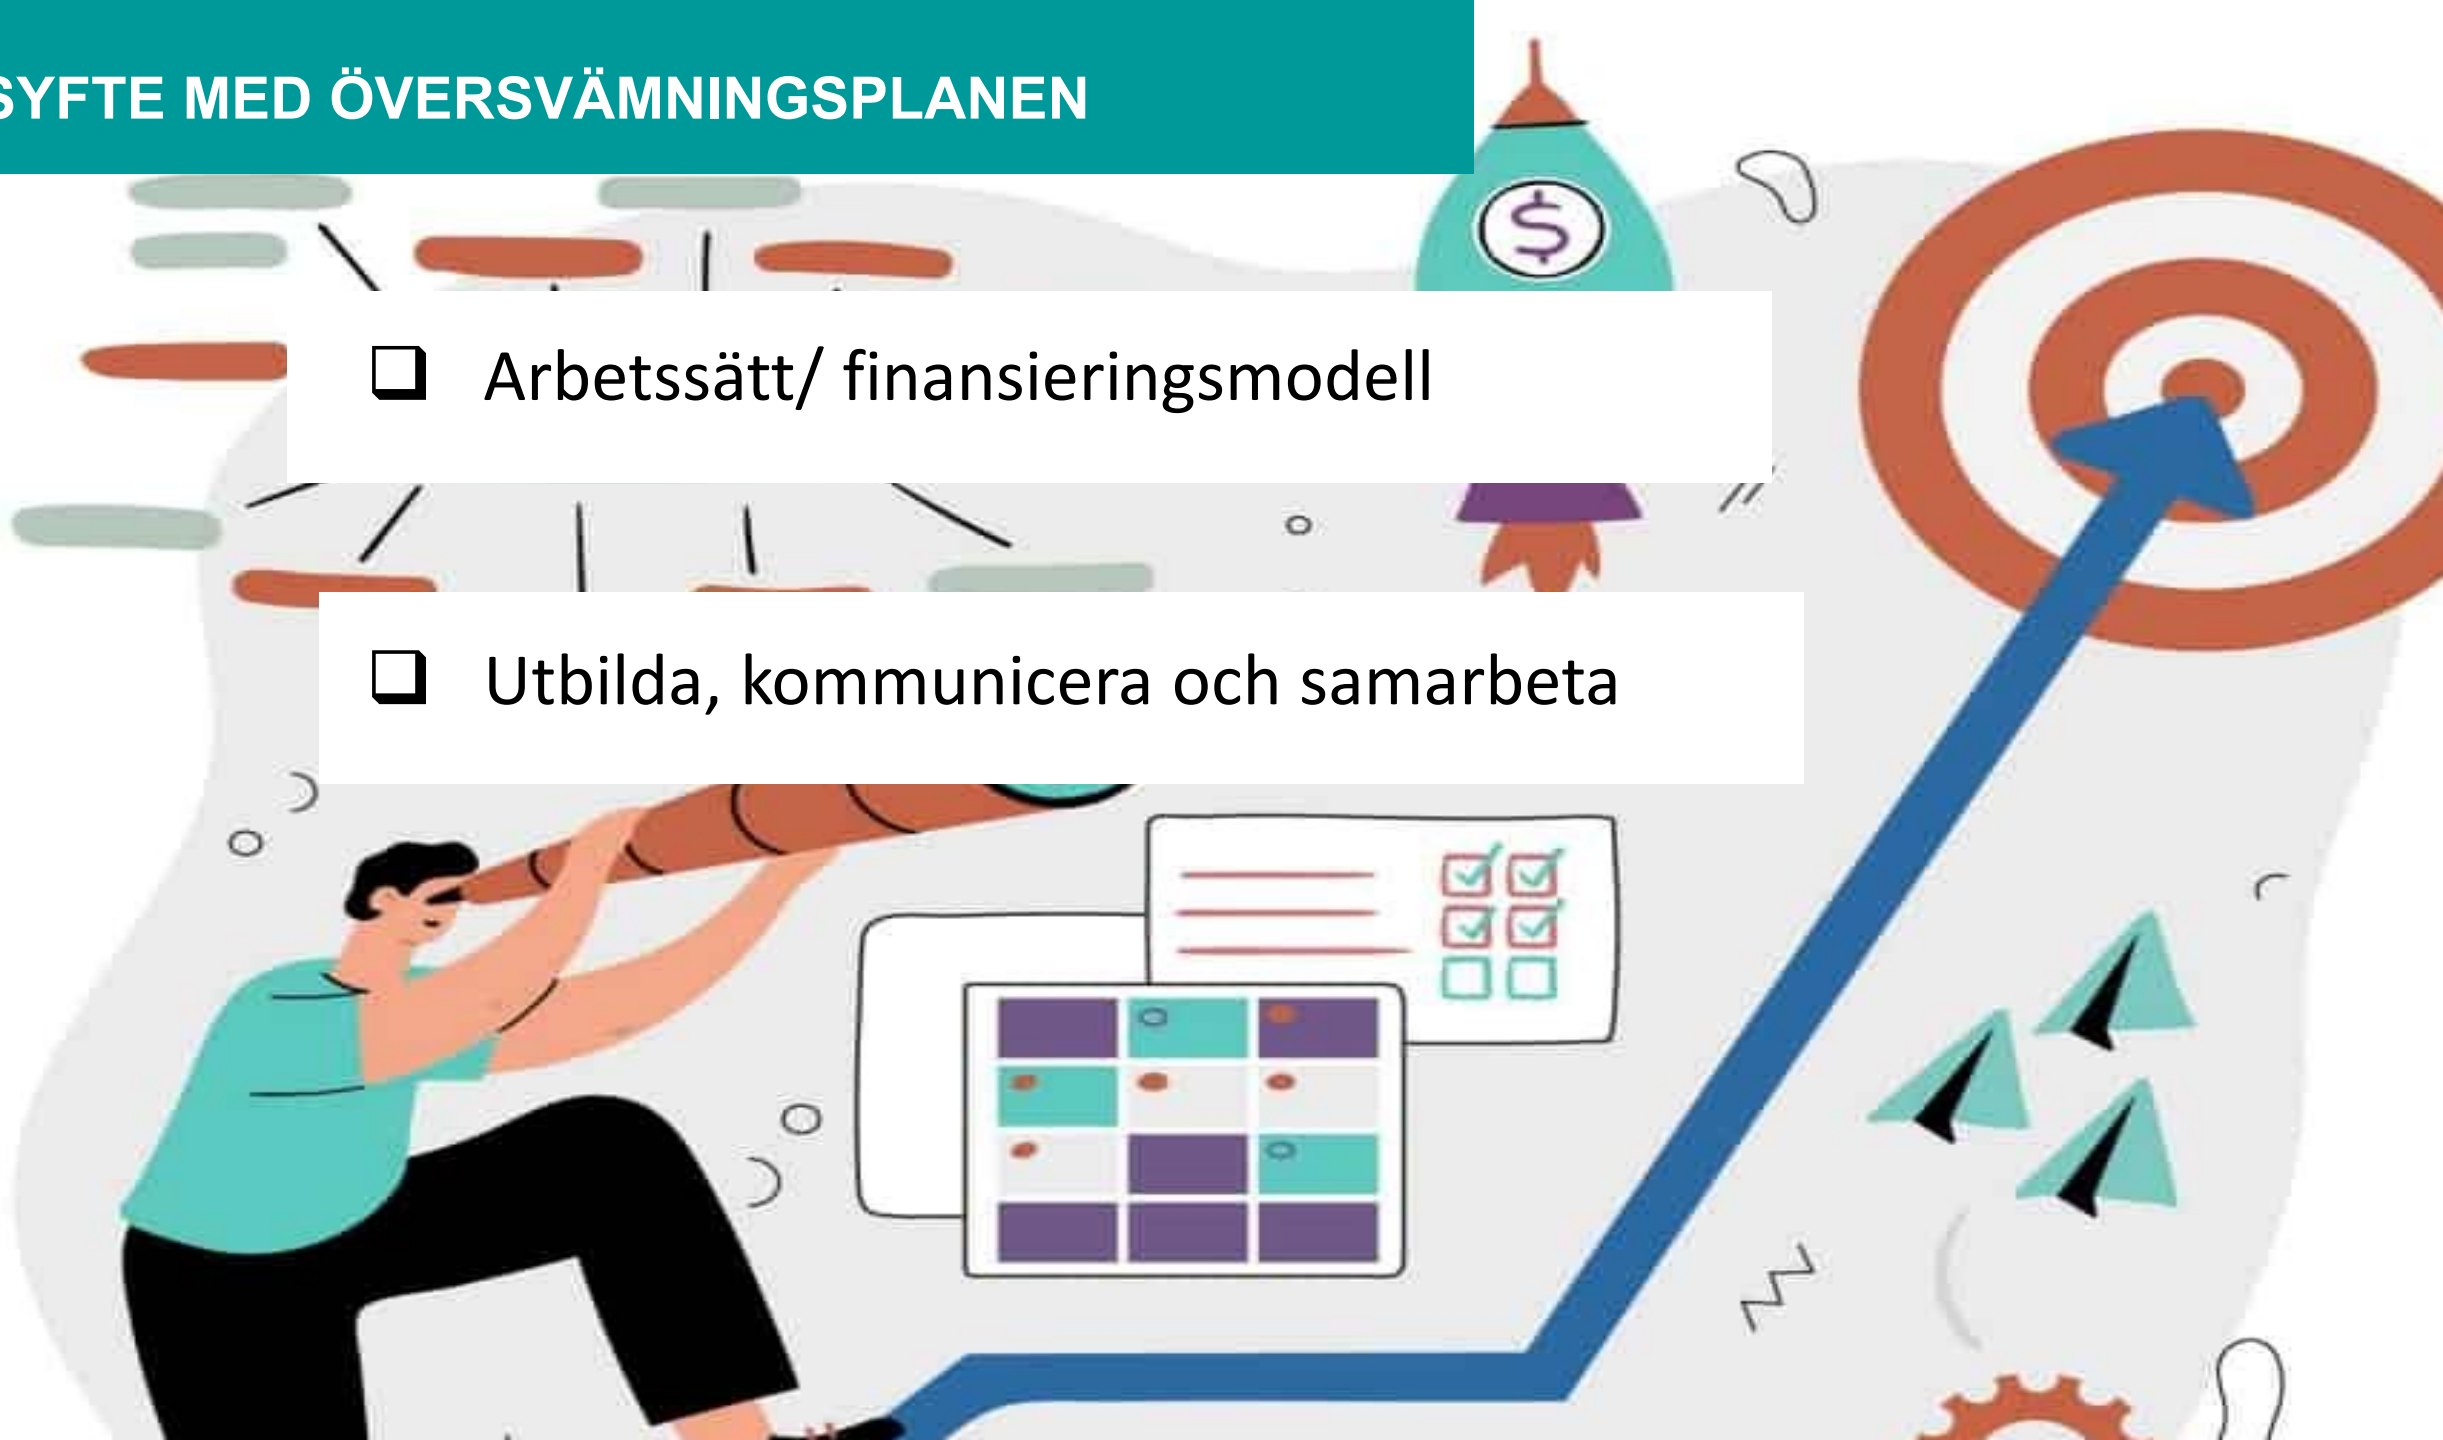 SYFTE MED ÖVERSVÄMNINGSPLANEN
$
❑ Arbetssätt/ finansieringsmodell
❑ Utbilda, kommunicera och samarbeta